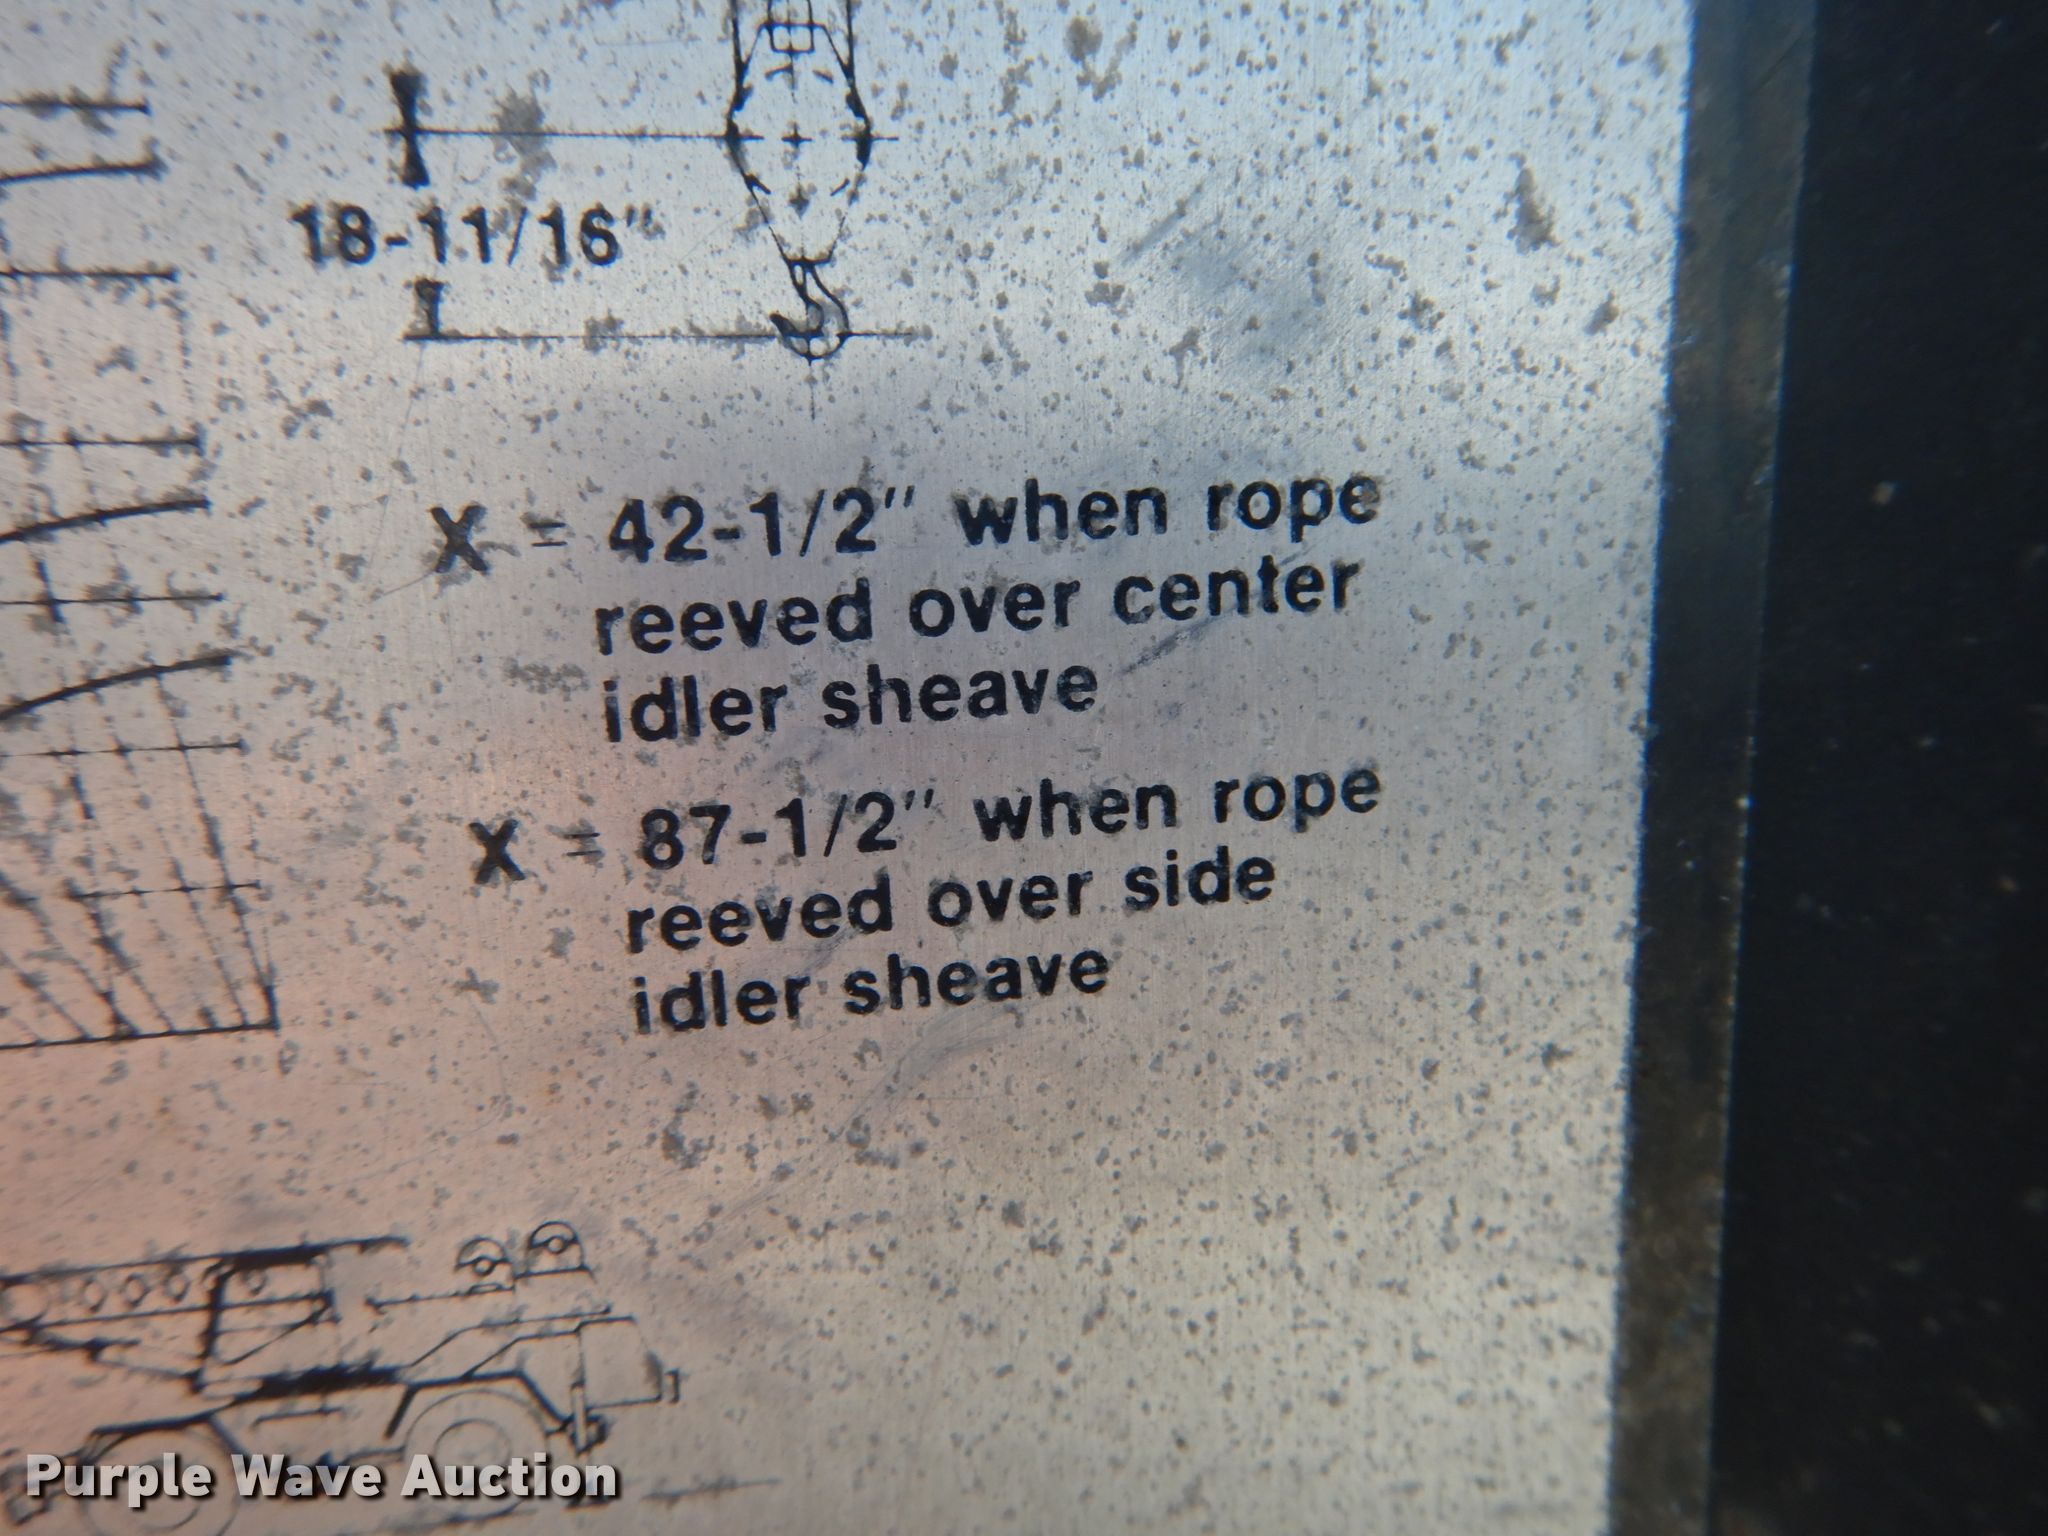 18-11/16"
X = 42-1/2" when rope
reeved over center
idler sheave
X = 87-1/2" when rope
reeved over side
idler sheave
Purple Wave Auction